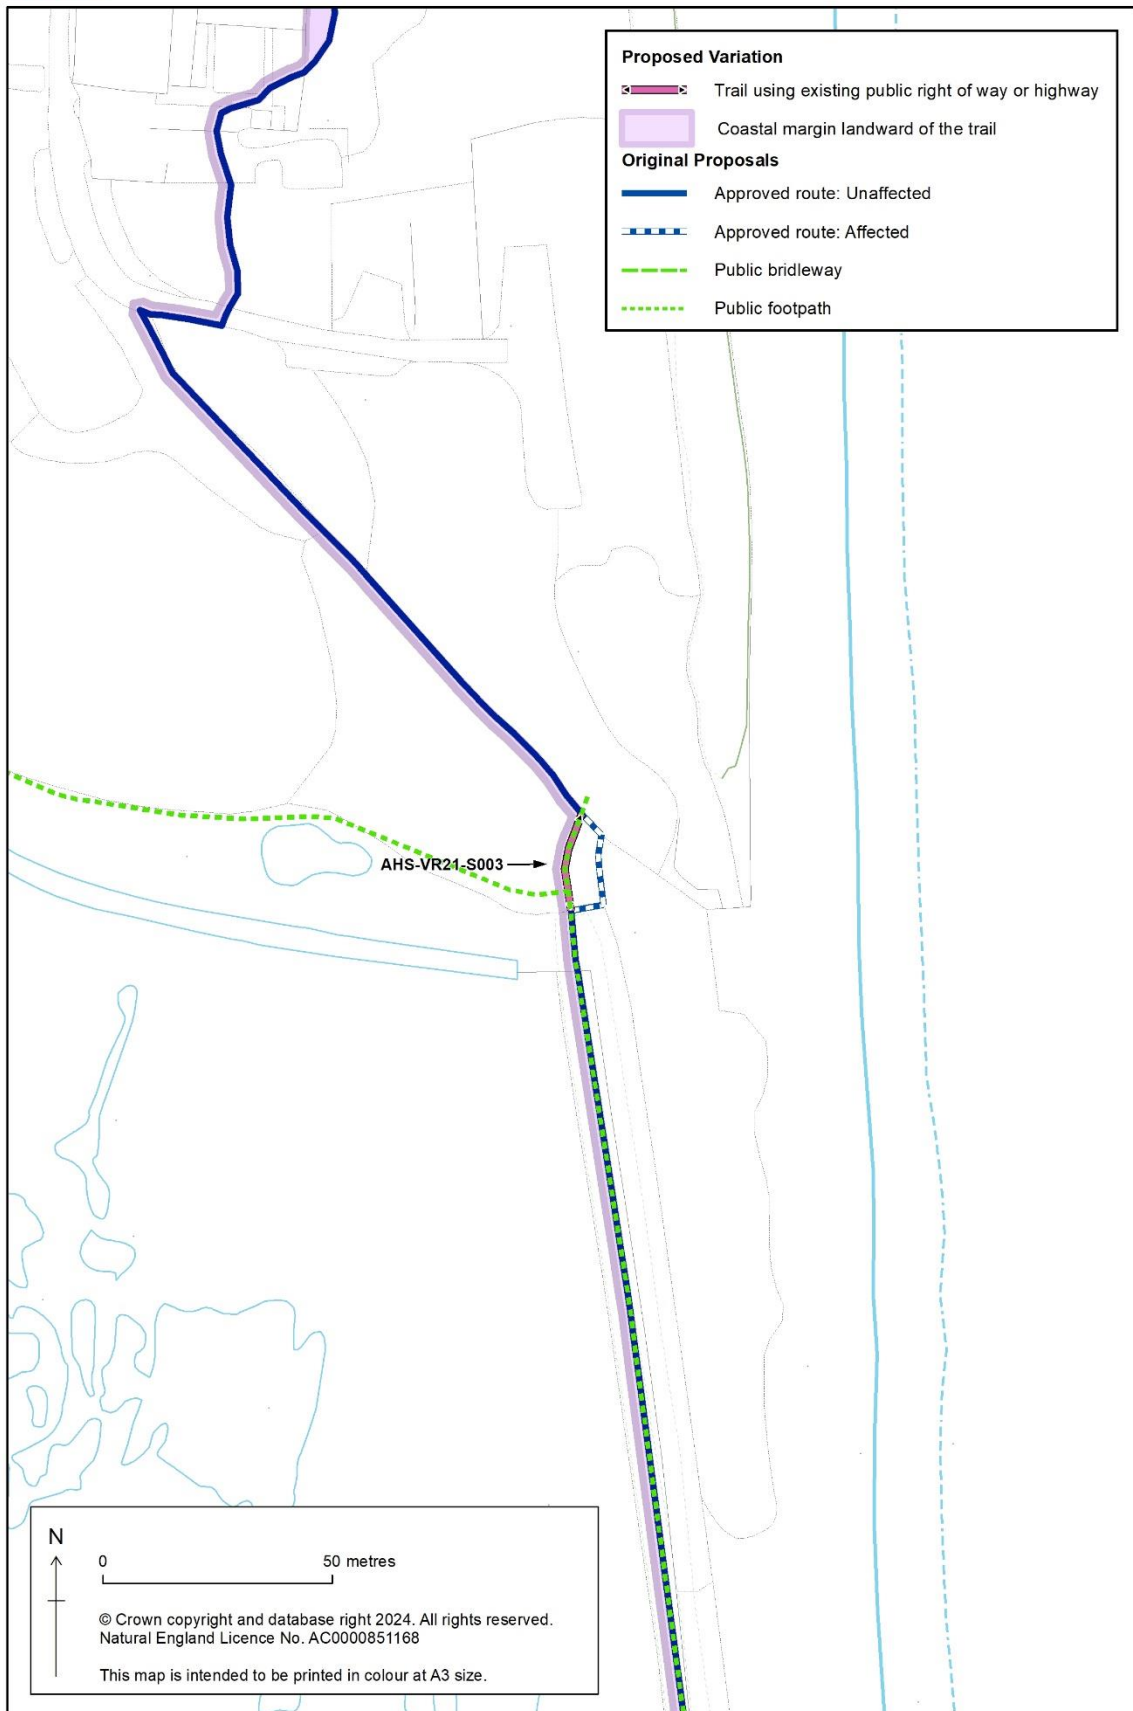 Proposed Variation
Trail using existing public right of way or highway
Coastal margin landward of the trail
Original Proposals
Approved route: Unaffected
Approved route: Affected
Public bridleway
Public footpath
AHS-VR21-S003
N
0 50 metres
© Crown copyright and database right 2024. All rights reserved.
Natural England Licence No. AC0000851168
This map is intended to be printed in colour at A3 size.